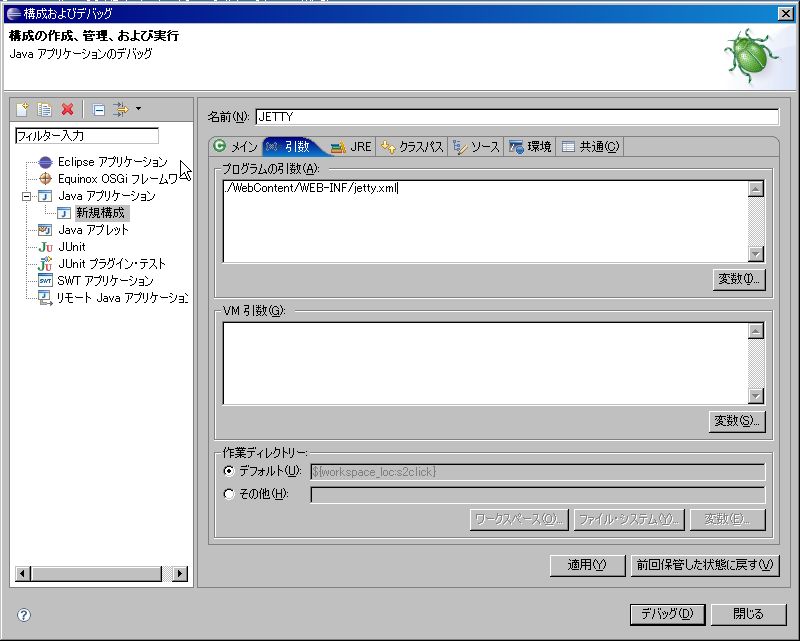 構成およびデバッグ
構成の作成、管理、および実行
Java アプリケーションのデバッグ
フィルター入力
Eclipse アプリケーション
Equinox OSGi フレームワ
Java アプリケーション
新規構成
Java アプレット
JUnit
JUnit プラグイン・テスト
SWT アプリケーション
リモート Java アプリケーション
名前(N): JETTY
メイン 引数 JRE クラスパス ソース 環境 共通(C)
プログラムの引数(A):
./WebContent/WEB-INF/jetty.xml
変数(I)...
VM 引数(G):
変数(S)...
作業ディレクトリー:
デフォルト(U): ${workspace_loc:s2click}
その他(H):
ワークスペース(O)... ファイル・システム(Y)... 変数(E)...
適用(Y) 前回保管した状態に戻す(V)
デバッグ(D) 閉じる